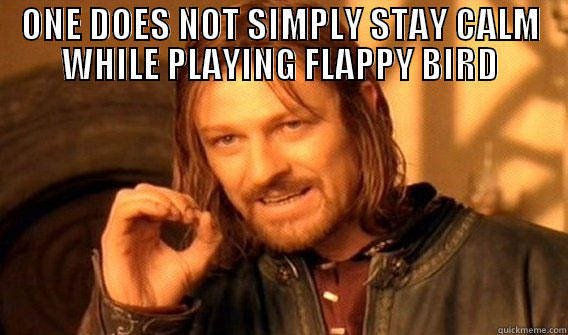 ONE DOES NOT SIMPLY STAY CALM
WHILE PLAYING FLAPPY BIRD
quickmeme.com